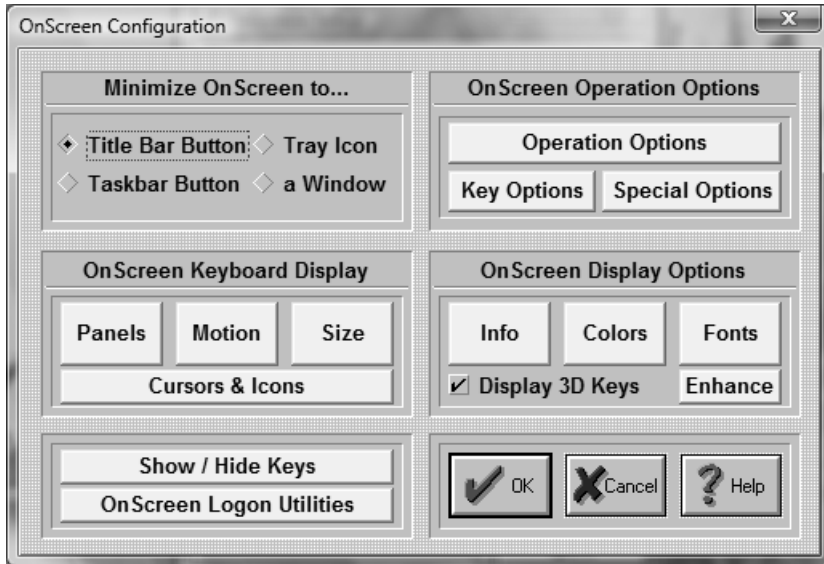 OnScreen Configuration
Minimize OnScreen to...
Title Bar Button
Tray Icon
Taskbar Button
a Window
OnScreen Operation Options
Operation Options
Key Options
Special Options
OnScreen Keyboard Display
Panels
Motion
Size
Cursors & Icons
OnScreen Display Options
Info
Colors
Fonts
Display 3D Keys
Enhance
Show / Hide Keys
OnScreen Logon Utilities
OK
Cancel
Help